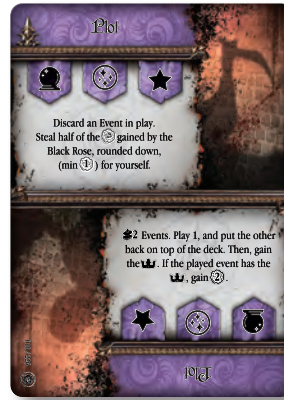 Plot
Discard an Event in play.
Steal half of the gained by the
Black Rose, rounded down,
(min 1) for yourself.
2 Events. Play 1, and put the other
back on top of the deck. Then, gain
the. If the played event has the
, gain 2.
Plot